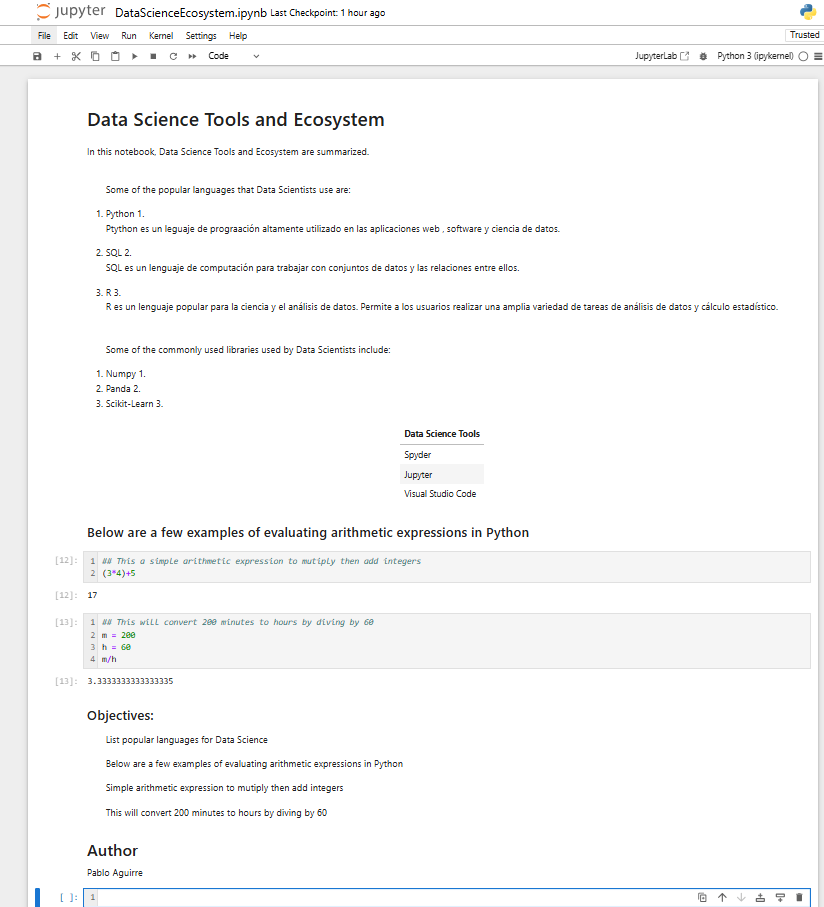 jupyter DataScienceEcosystem.ipynb Last Checkpoint: 1 hour ago
File Edit View Run Kernel Settings Help Trusted
Code JupyterLab Python 3 (ipykernel)
Data Science Tools and Ecosystem
In this notebook, Data Science Tools and Ecosystem are summarized.
Some of the popular languages that Data Scientists use are:
1. Python 1.
Ptython es un leguaje de prograación altamente utilizado en las aplicaciones web , software y ciencia de datos.
2. SQL 2.
SQL es un lenguaje de computación para trabajar con conjuntos de datos y las relaciones entre ellos.
3. R 3.
R es un lenguaje popular para la ciencia y el análisis de datos. Permite a los usuarios realizar una amplia variedad de tareas de análisis de datos y cálculo estadístico.
Some of the commonly used libraries used by Data Scientists include:
1. Numpy 1.
2. Panda 2.
3. Scikit-Learn 3.
Data Science Tools
Spyder
Jupyter
Visual Studio Code
Below are a few examples of evaluating arithmetic expressions in Python
[12]: 1 ## This a simple arithmetic expression to mutiply then add integers
2 (3*4)+5
[12]: 17
[13]: 1 ## This will convert 200 minutes to hours by diving by 60
2 m = 200
3 h = 60
4 m/h
[13]: 3.3333333333333335
Objectives:
List popular languages for Data Science
Below are a few examples of evaluating arithmetic expressions in Python
Simple arithmetic expression to mutiply then add integers
This will convert 200 minutes to hours by diving by 60
Author
Pablo Aguirre
[ ]: 1